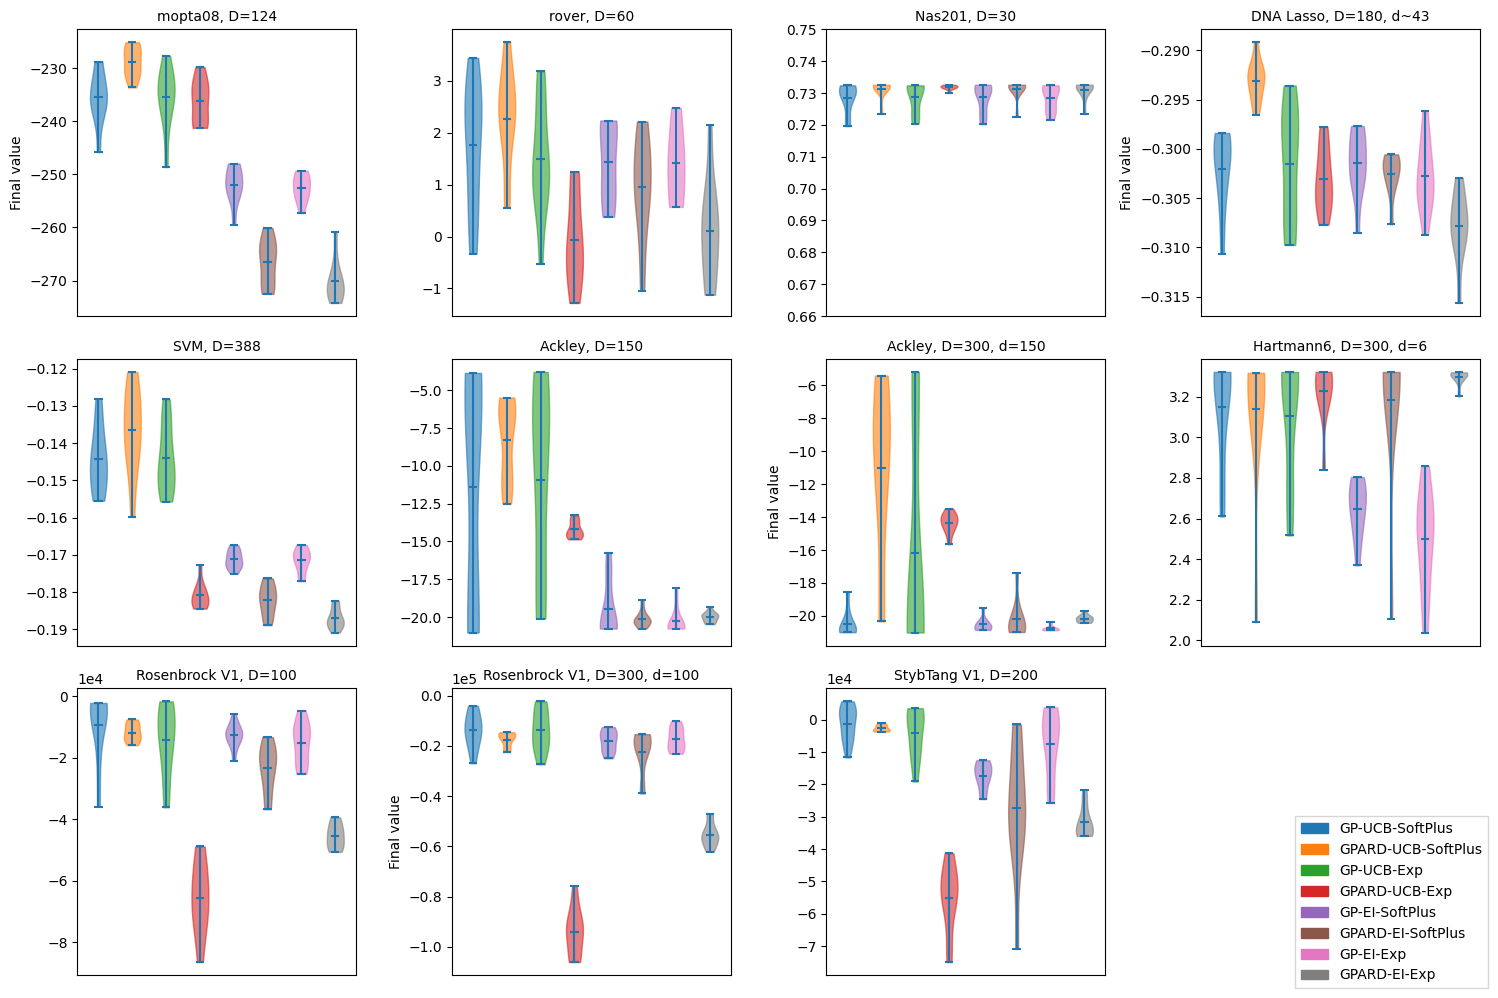 mopta08, D=124
rover, D=60
Nas201, D=30
DNA Lasso, D=180, d~43
Final value
−230
−240
−250
−260
−270
3
2
1
0
−1
0.75
0.74
0.73
0.72
0.71
0.70
0.69
0.68
0.67
0.66
Final value
−0.290
−0.295
−0.300
−0.305
−0.310
−0.315
SVM, D=388
Ackley, D=150
Ackley, D=300, d=150
Hartmann6, D=300, d=6
−0.12
−0.13
−0.14
−0.15
−0.16
−0.17
−0.18
−0.19
−5.0
−7.5
−10.0
−12.5
−15.0
−17.5
−20.0
Final value
−6
−8
−10
−12
−14
−16
−18
−20
3.2
3.0
2.8
2.6
2.4
2.2
2.0
1e4
Rosenbrock V1, D=100
1e5
Rosenbrock V1, D=300, d=100
1e4
StybTang V1, D=200
0
−2
−4
−6
−8
Final value
0.0
−0.2
−0.4
−0.6
−0.8
−1.0
0
−1
−2
−3
−4
−5
−6
−7
GP-UCB-SoftPlus
GPARD-UCB-SoftPlus
GP-UCB-Exp
GPARD-UCB-Exp
GP-EI-SoftPlus
GPARD-EI-SoftPlus
GP-EI-Exp
GPARD-EI-Exp